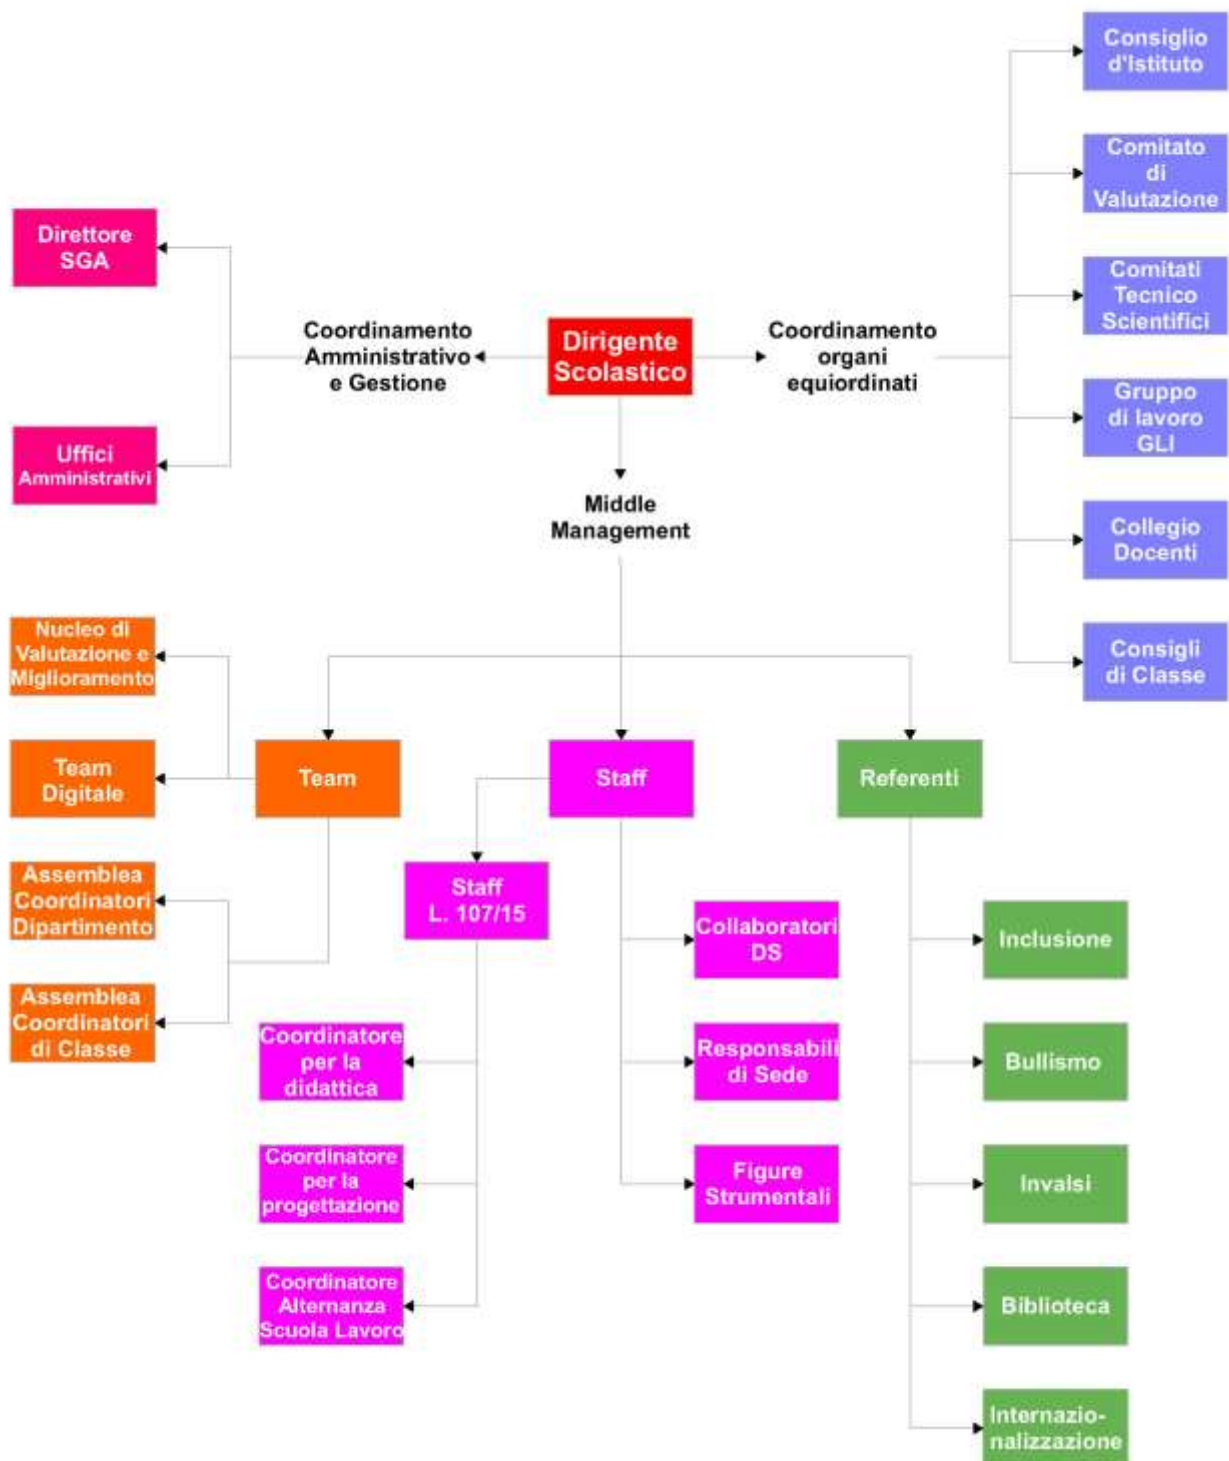 Consiglio
d'Istituto
Comitato
di
Valutazione
Direttore
SGA
Comitati
Tecnico
Scientifici
Coordinamento
Amministrativo
e Gestione
Dirigente
Scolastico
Coordinamento
organi
equiordinati
Gruppo
di lavoro
GLI
Uffici
Amministrativi
Middle
Management
Collegio
Docenti
Consigli
di Classe
Nucleo di
Valutazione e
Miglioramento
Team
Digitale
Team
Staff
Referenti
Assemblea
Coordinatori
Dipartimento
Staff
L. 107/15
Assemblea
Coordinatori
di Classe
Collaboratori
DS
Inclusione
Coordinatore
per la
didattica
Responsabili
di Sede
Bullismo
Coordinatore
per la
progettazione
Figure
Strumentali
Invalsi
Coordinatore
Alternanza
Scuola Lavoro
Biblioteca
Internazio-
nalizzazione